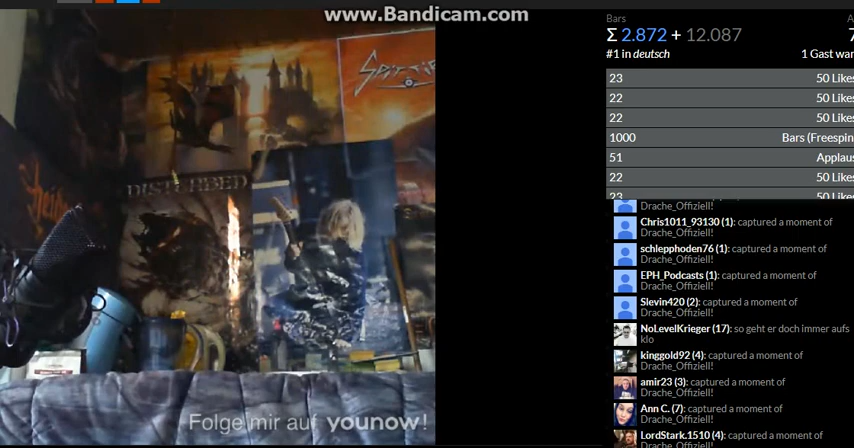 www.Bandicam.com
DISTURBED
Folge mir auf younow!
Bars
Σ 2.872 + 12.087
#1 in deutsch
1 Gast war
23 50 Likes
22 50 Likes
22 50 Likes
1000 Bars (Freespin
51 Applaus
22 50 Likes
23 50 Likes
Drache_Offiziell!
Chris1011_93130 (1): captured a moment of
Drache_Offiziell!
schlepphoden76 (1): captured a moment of
Drache_Offiziell!
EPH_Podcasts (1): captured a moment of
Drache_Offiziell!
Slevin420 (2): captured a moment of
Drache_Offiziell!
NoLevelKrieger (17): so geht er doch immer aufs
klo
kinggold92 (4): captured a moment of
Drache_Offiziell!
amir23 (3): captured a moment of
Drache_Offiziell!
Ann C. (7): captured a moment of
Drache_Offiziell!
LordStark.1510 (4): captured a moment of